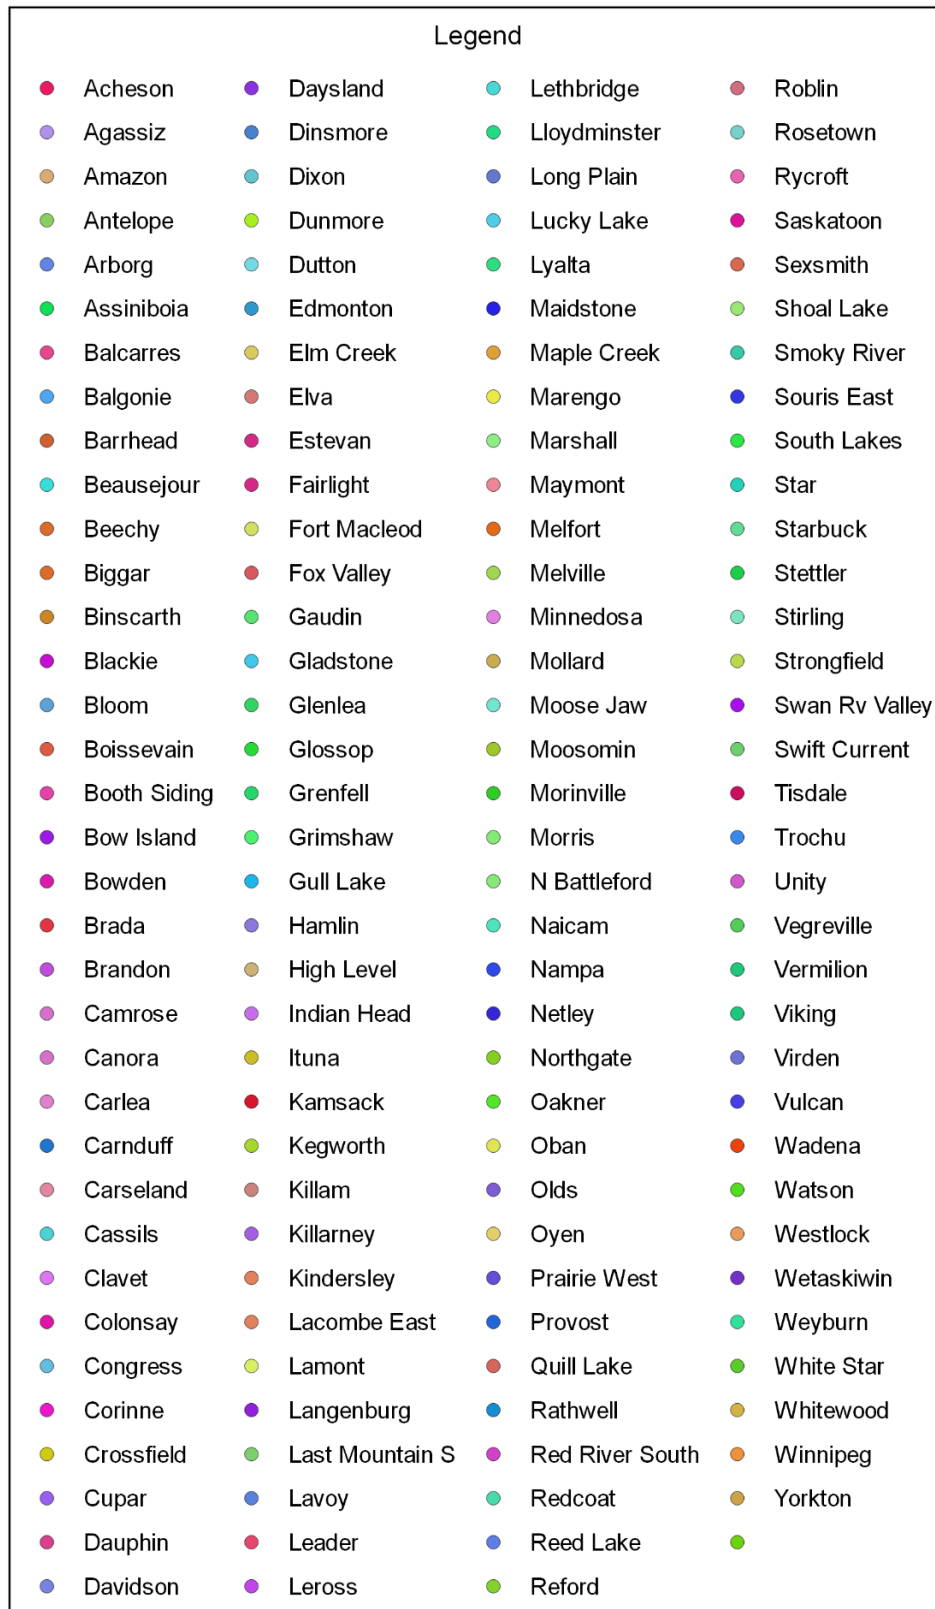 Legend
Acheson
Agassiz
Amazon
Antelope
Arborg
Assiniboia
Balcarres
Balgonie
Barrhead
Beausejour
Beechy
Biggar
Binscarth
Blackie
Bloom
Boissevain
Booth Siding
Bow Island
Bowden
Brada
Brandon
Camrose
Canora
Carlea
Carnduff
Carseland
Cassils
Clavet
Colonsay
Congress
Corinne
Crossfield
Cupar
Dauphin
Davidson
Daysland
Dinsmore
Dixon
Dunmore
Dutton
Edmonton
Elm Creek
Elva
Estevan
Fairlight
Fort Macleod
Fox Valley
Gaudin
Gladstone
Glenlea
Glossop
Grenfell
Grimshaw
Gull Lake
Hamlin
High Level
Indian Head
Ituna
Kamsack
Kegworth
Killam
Killarney
Kindersley
Lacombe East
Lamont
Langenburg
Last Mountain S
Lavoy
Leader
Leross
Lethbridge
Lloydminster
Long Plain
Lucky Lake
Lyalta
Maidstone
Maple Creek
Marengo
Marshall
Maymont
Melfort
Melville
Minnedosa
Mollard
Moose Jaw
Moosomin
Morinville
Morris
N Battleford
Naicam
Nampa
Netley
Northgate
Oakner
Oban
Olds
Oyen
Prairie West
Provost
Quill Lake
Rathwell
Red River South
Redcoat
Reed Lake
Reford
Roblin
Rosetown
Rycroft
Saskatoon
Sexsmith
Shoal Lake
Smoky River
Souris East
South Lakes
Star
Starbuck
Stettler
Stirling
Strongfield
Swan Rv Valley
Swift Current
Tisdale
Trochu
Unity
Vegreville
Vermilion
Viking
Virden
Vulcan
Wadena
Watson
Westlock
Wetaskiwin
Weyburn
White Star
Whitewood
Winnipeg
Yorkton